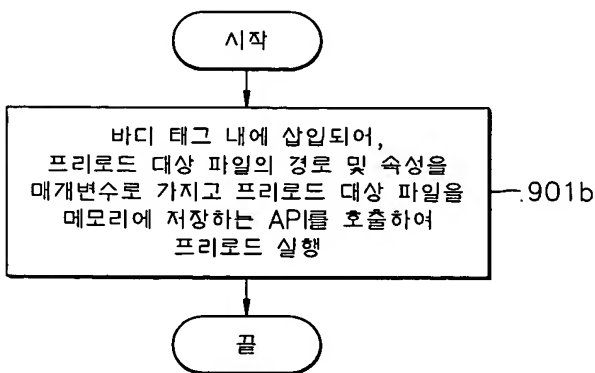 시작
바디 태그 내에 삽입되어,
프리로드 대상 파일의 경로 및 속성을
매개변수로 가지고 프리로드 대상 파일을
메모리에 저장하는 API를 호출하여
프리로드 실행
901b
끝